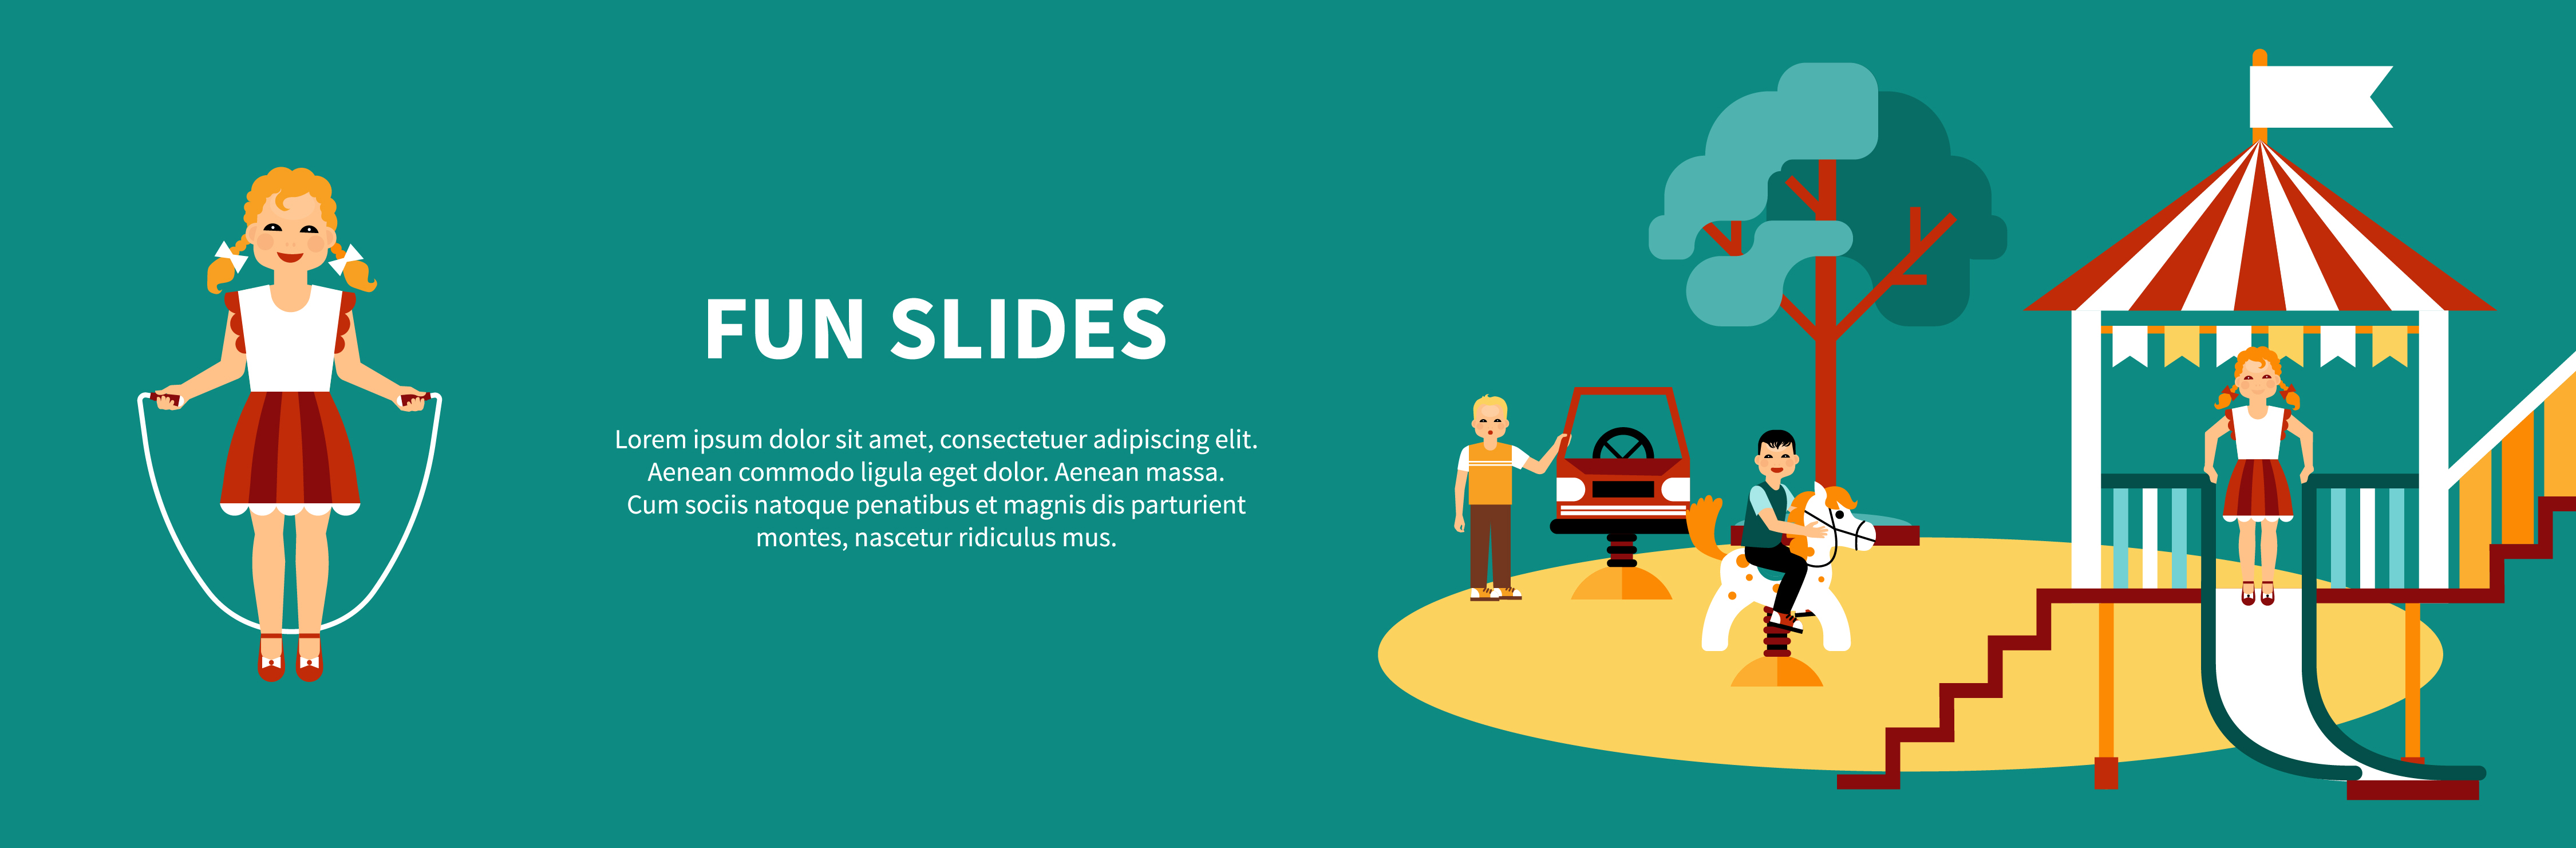 FUN SLIDES
Lorem ipsum dolor sit amet, consectetuer adipiscing elit.
Aenean commodo ligula eget dolor. Aenean massa.
Cum sociis natoque penatibus et magnis dis parturient
montes, nascetur ridiculus mus.